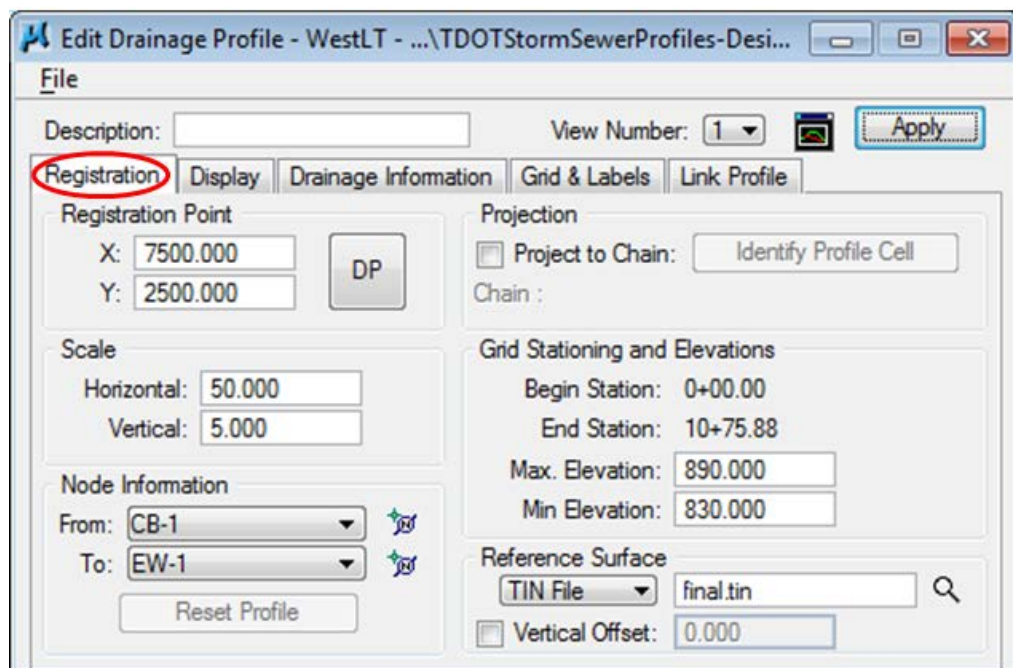 Edit Drainage Profile - WestLT - ...\TDOTStormSewerProfiles-Desi...
File
Description:
View Number: 1
Apply
Registration Display Drainage Information Grid & Labels Link Profile
Registration Point
X: 7500.000
Y: 2500.000
DP
Projection
Project to Chain: Identify Profile Cell
Chain :
Scale
Horizontal: 50.000
Vertical: 5.000
Grid Stationing and Elevations
Begin Station: 0+00.00
End Station: 10+75.88
Max. Elevation: 890.000
Min Elevation: 830.000
Node Information
From: CB-1
To: EW-1
Reset Profile
Reference Surface
TIN File final.tin
Vertical Offset: 0.000